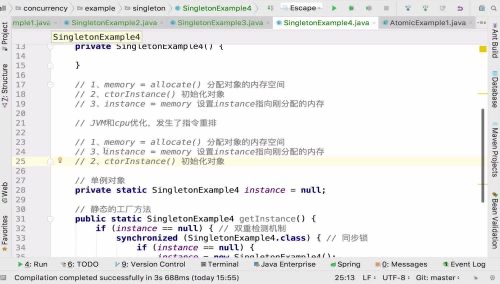 concurrency example singleton SingletonExample4 Escape
mple1.java SingletonExample2.java SingletonExample3.java SingletonExample4.java AtomicExample1.java
SingletonExample4
13 private SingletonExample4() {
14
15 }
16
17 // 1、memory = allocate() 分配对象的内存空间
18 // 2、ctorInstance() 初始化对象
19 // 3、instance = memory 设置instance指向刚分配的内存
20
21 // JVM和cpu优化，发生了指令重排
22
23 // 1、memory = allocate() 分配对象的内存空间
24 // 3、instance = memory 设置instance指向刚分配的内存
25 // 2、ctorInstance() 初始化对象
26
27 // 单例对象
28 private static SingletonExample4 instance = null;
29
30 // 静态的工厂方法
31 public static SingletonExample4 getInstance() {
32 if (instance == null) { // 双重检测机制
33 synchronized (SingletonExample4.class) { // 同步锁
34 if (instance == null) {
35 instance = new SingletonExample4();
1: Project
Z: Structure
Web
2: Favorites
Ant Build
Maven Projects
Bean Validation
4: Run 6: TODO 9: Version Control Terminal Java Enterprise Spring 0: Messages Event Log
Compilation completed successfully in 3s 688ms (today 15:55) 25:13 LF÷ UTF-8÷ Git: master÷